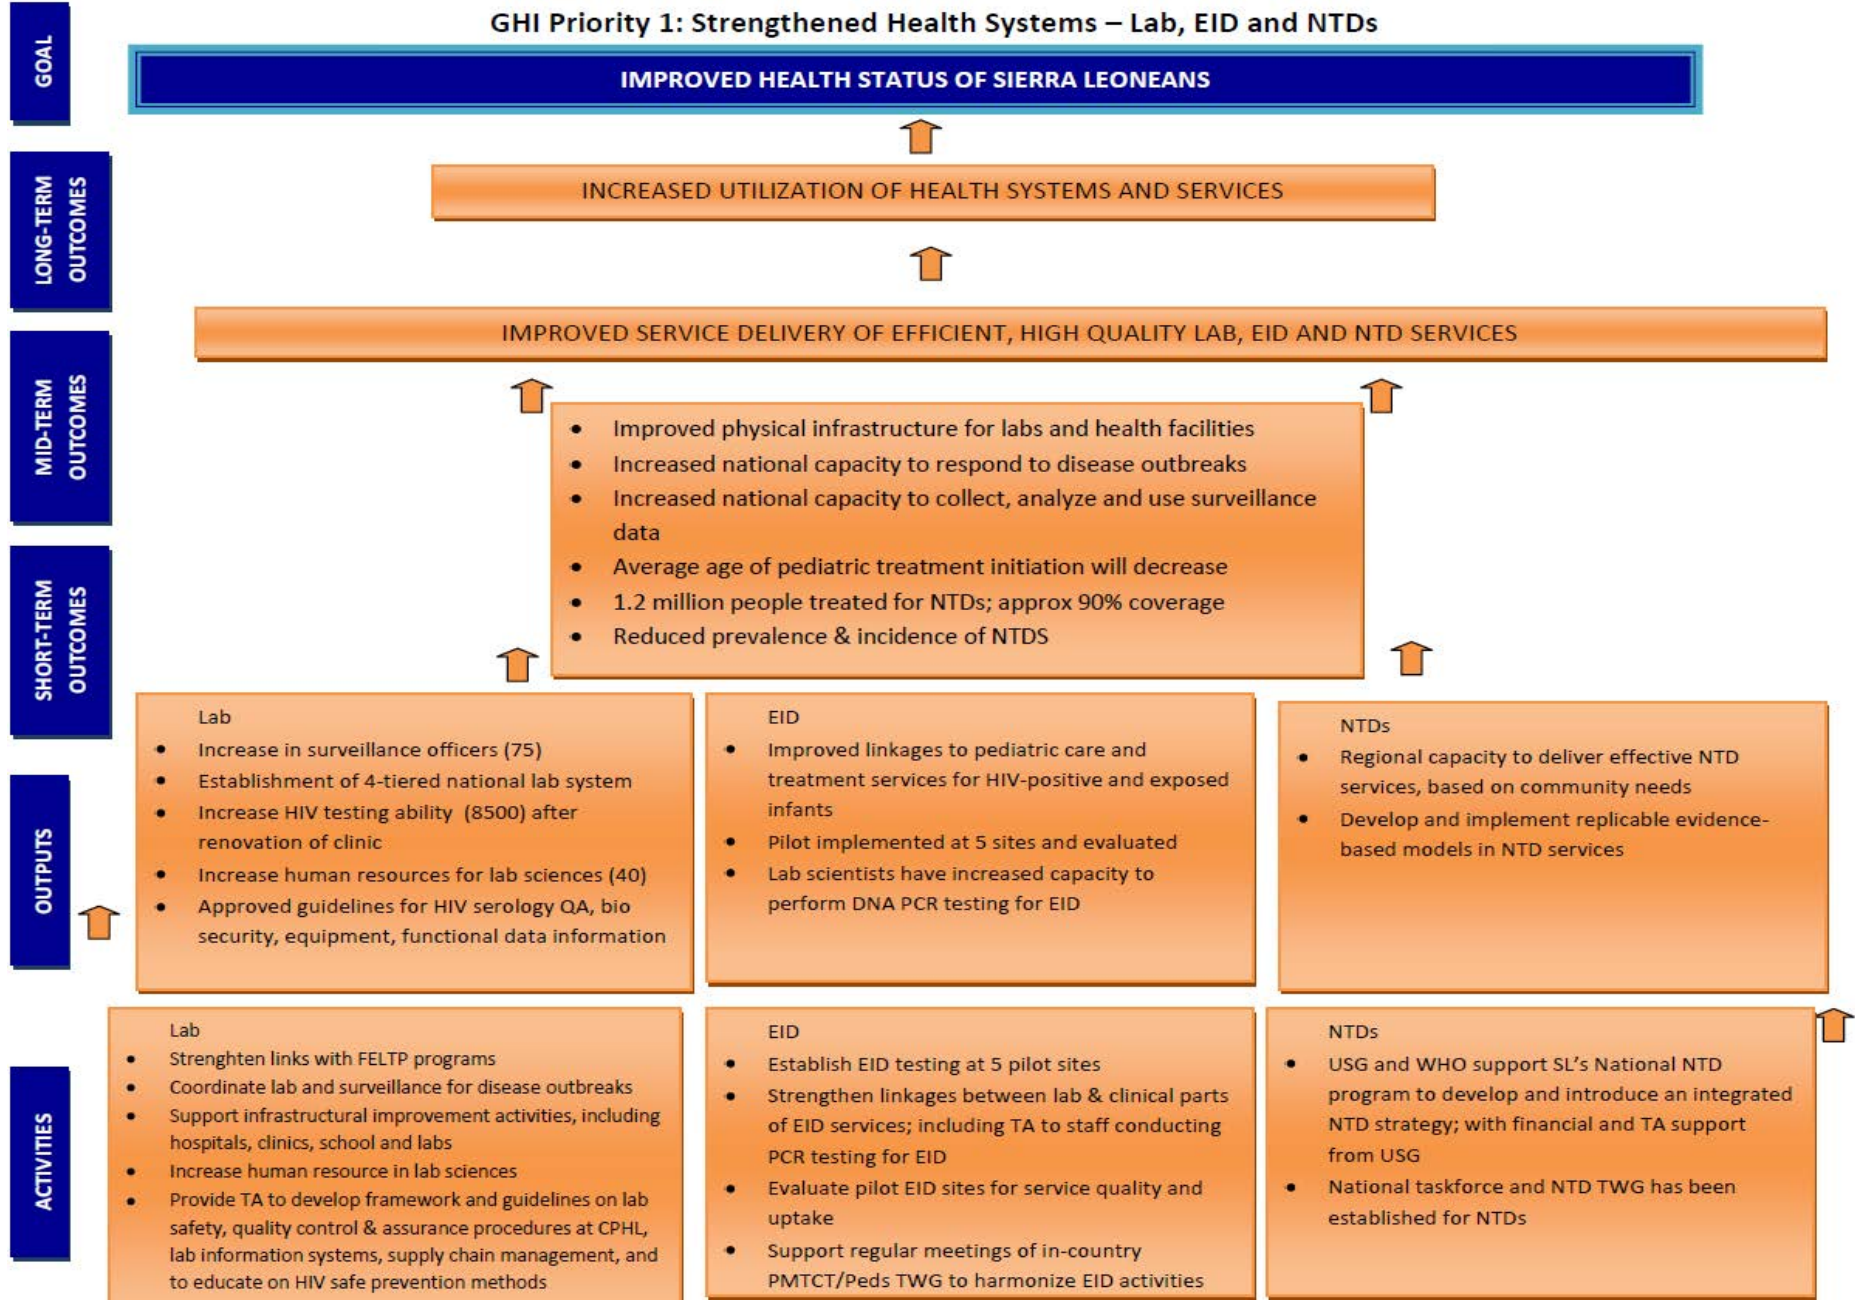 GHI Priority 1: Strengthened Health Systems – Lab, EID and NTDs
GOAL
IMPROVED HEALTH STATUS OF SIERRA LEONEANS
LONG-TERM
OUTCOMES
INCREASED UTILIZATION OF HEALTH SYSTEMS AND SERVICES
MID-TERM
OUTCOMES
IMPROVED SERVICE DELIVERY OF EFFICIENT, HIGH QUALITY LAB, EID AND NTD SERVICES
SHORT-TERM
OUTCOMES
• Improved physical infrastructure for labs and health facilities
• Increased national capacity to respond to disease outbreaks
• Increased national capacity to collect, analyze and use surveillance
data
• Average age of pediatric treatment initiation will decrease
• 1.2 million people treated for NTDs; approx 90% coverage
• Reduced prevalence & incidence of NTDS
OUTPUTS
Lab
• Increase in surveillance officers (75)
• Establishment of 4-tiered national lab system
• Increase HIV testing ability (8500) after
renovation of clinic
• Increase human resources for lab sciences (40)
• Approved guidelines for HIV serology QA, bio
security, equipment, functional data information
EID
• Improved linkages to pediatric care and
treatment services for HIV-positive and exposed
infants
• Pilot implemented at 5 sites and evaluated
• Lab scientists have increased capacity to
perform DNA PCR testing for EID
NTDs
• Regional capacity to deliver effective NTD
services, based on community needs
• Develop and implement replicable evidence-
based models in NTD services
ACTIVITIES
Lab
• Strenghten links with FELTP programs
• Coordinate lab and surveillance for disease outbreaks
• Support infrastructural improvement activities, including
hospitals, clinics, school and labs
• Increase human resource in lab sciences
• Provide TA to develop framework and guidelines on lab
safety, quality control & assurance procedures at CPHL,
lab information systems, supply chain management, and
to educate on HIV safe prevention methods
EID
• Establish EID testing at 5 pilot sites
• Strengthen linkages between lab & clinical parts
of EID services; including TA to staff conducting
PCR testing for EID
• Evaluate pilot EID sites for service quality and
uptake
• Support regular meetings of in-country
PMTCT/Peds TWG to harmonize EID activities
NTDs
• USG and WHO support SL's National NTD
program to develop and introduce an integrated
NTD strategy; with financial and TA support
from USG
• National taskforce and NTD TWG has been
established for NTDs